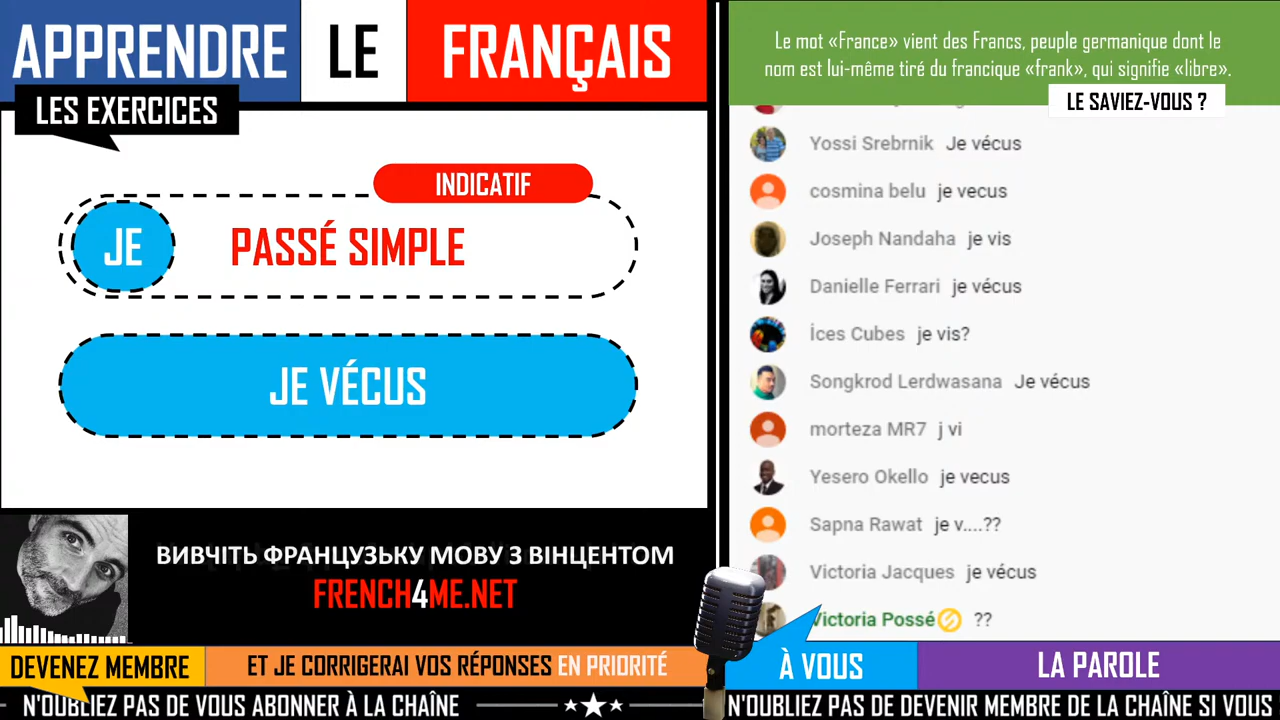 APPRENDRE LE FRANÇAIS
LES EXERCICES
INDICATIF
JE PASSÉ SIMPLE
JE VÉCUS
ВИВЧІТЬ ФРАНЦУЗЬКУ МОВУ З ВІНЦЕНТОМ
FRENCH4ME.NET
DEVENEZ MEMBRE ET JE CORRIGERAI VOS RÉPONSES EN PRIORITÉ
N'OUBLIEZ PAS DE VOUS ABONNER À LA CHAÎNE
Le mot «France» vient des Francs, peuple germanique dont le
nom est lui-même tiré du francique «frank», qui signifie «libre».
LE SAVIEZ-VOUS ?
Yossi Srebrnik Je vécus
cosmina belu je vecus
Joseph Nandaha je vis
Danielle Ferrari je vécus
İces Cubes je vis?
Songkrod Lerdwasana Je vécus
morteza MR7 j vi
Yesero Okello je vecus
Sapna Rawat je v....??
Victoria Jacques je vécus
Victoria Possé ??
À VOUS LA PAROLE
N'OUBLIEZ PAS DE DEVENIR MEMBRE DE LA CHAÎNE SI VOUS